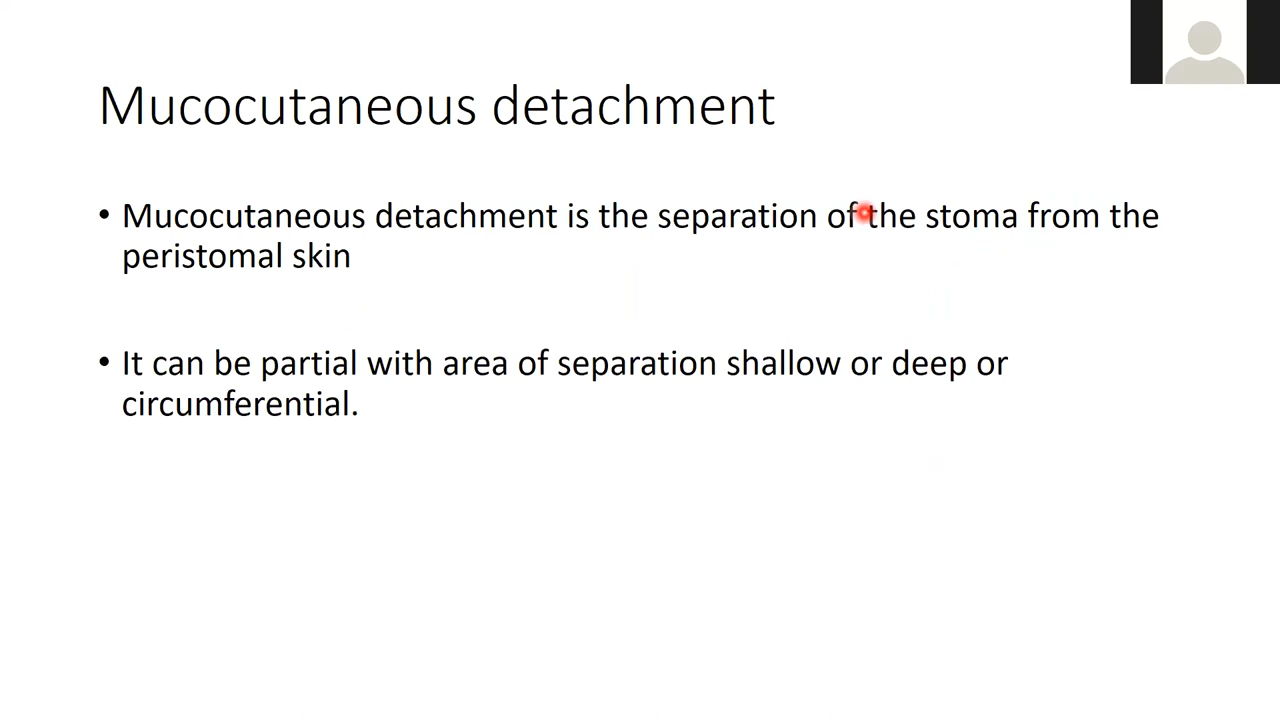 Mucocutaneous detachment
• Mucocutaneous detachment is the separation of the stoma from the
peristomal skin
• It can be partial with area of separation shallow or deep or
circumferential.